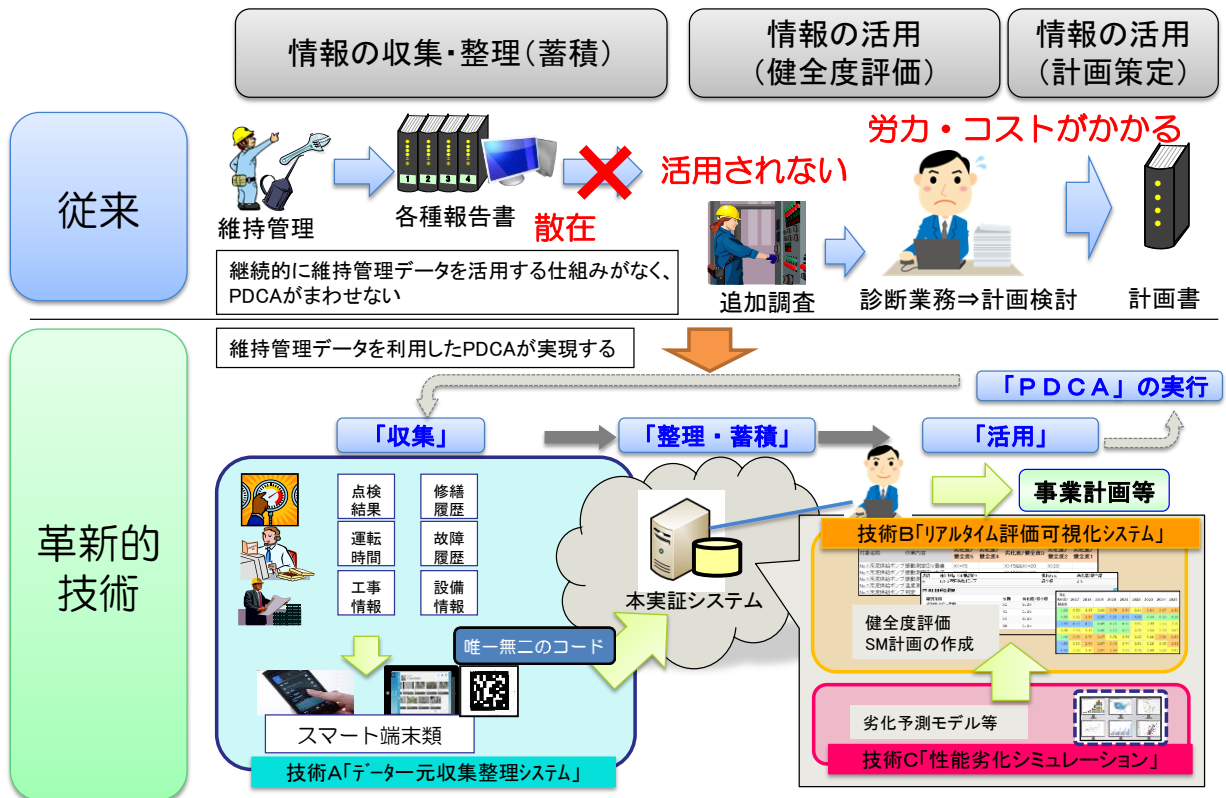 情報の収集・整理（蓄積）
情報の活用
（健全度評価）
情報の活用
（計画策定）
従来
維持管理
1
2
3
4
各種報告書
散在
活用されない
労力・コストがかかる
追加調査
診断業務⇒計画検討
計画書
継続的に維持管理データを活用する仕組みがなく、
PDCAがまわせない
革新的
技術
維持管理データを利用したPDCAが実現する
「ＰＤＣＡ」の実行
「収集」
「整理・蓄積」
「活用」
点検
結果
修繕
履歴
運転
時間
故障
履歴
工事
情報
設備
情報
唯一無二のコード
スマート端末類
技術A「ﾃﾞｰﾀ一元収集整理ｼｽﾃﾑ」
本実証システム
事業計画等
技術B「ﾘｱﾙﾀｲﾑ評価可視化ｼｽﾃﾑ」
健全度評価
SM計画の作成
劣化予測モデル等
技術C「性能劣化ｼﾐｭﾚｰｼｮﾝ」